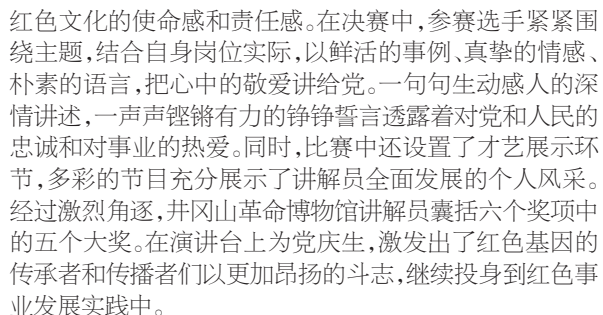 红色文化的使命感和责任感。在决赛中，参赛选手紧紧围
绕主题，结合自身岗位实际，以鲜活的事例、真挚的情感、
朴素的语言，把心中的敬爱讲给党。一句句生动感人的深
情讲述，一声声铿锵有力的铮铮誓言透露着对党和人民的
忠诚和对事业的热爱。同时，比赛中还设置了才艺展示环
节，多彩的节目充分展示了讲解员全面发展的个人风采。
经过激烈角逐，井冈山革命博物馆讲解员囊括六个奖项中
的五个大奖。在演讲台上为党庆生，激发出了红色基因的
传承者和传播者们以更加昂扬的斗志，继续投身到红色事
业发展实践中。